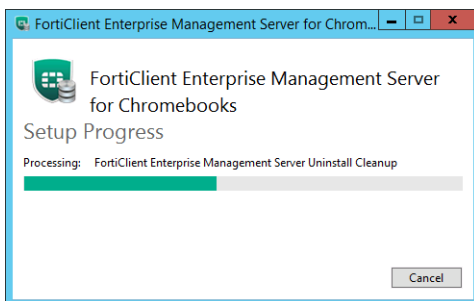 FortiClient Enterprise Management Server for Chrom...
FortiClient Enterprise Management Server
for Chromebooks
Setup Progress
Processing: FortiClient Enterprise Management Server Uninstall Cleanup
Cancel